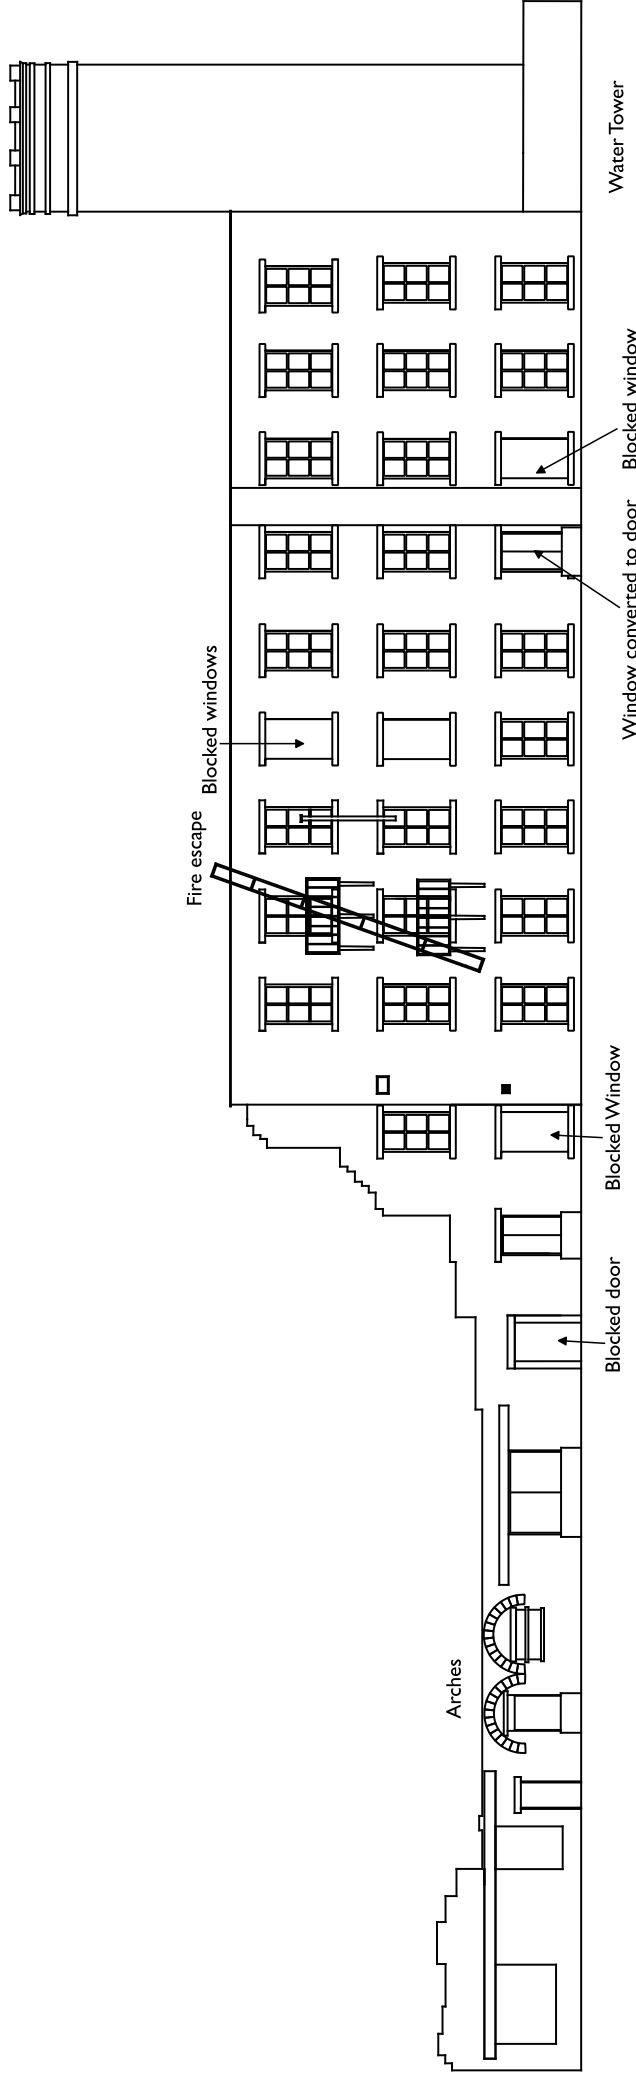 Fire escape
Blocked windows
Arches
Blocked door
Blocked Window
Window converted to door
Blocked window
Water Tower